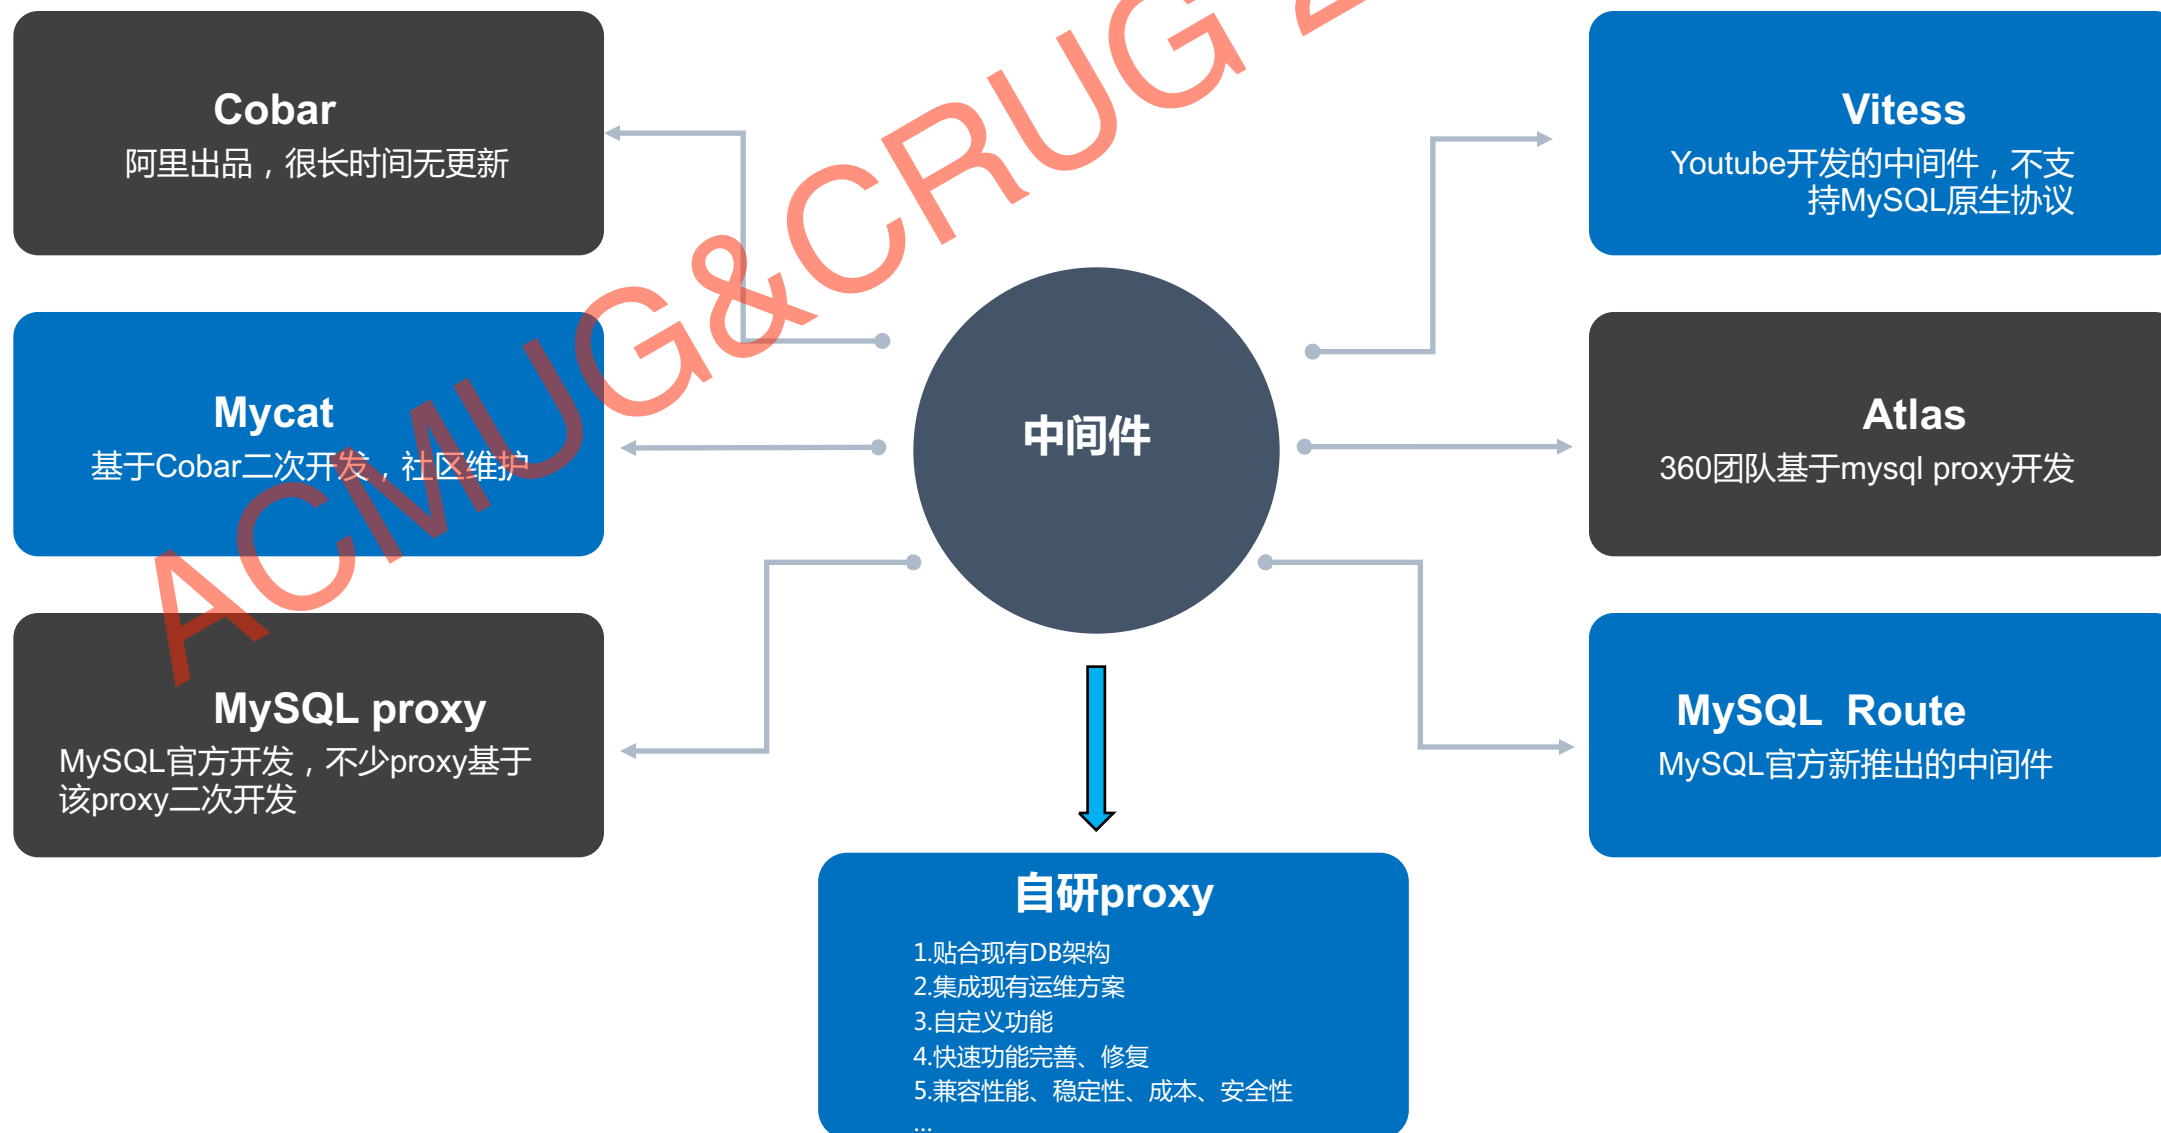 Cobar
阿里出品，很长时间无更新
Mycat
基于Cobar二次开发，社区维护
MySQL proxy
MySQL官方开发，不少proxy基于
该proxy二次开发
中间件
Vitess
Youtube开发的中间件，不支
持MySQL原生协议
Atlas
360团队基于mysql proxy开发
MySQL  Route
MySQL官方新推出的中间件
自研proxy
1.贴合现有DB架构
2.集成现有运维方案
3.自定义功能
4.快速功能完善、修复
5.兼容性能、稳定性、成本、安全性
...
ACMUG&CRUG